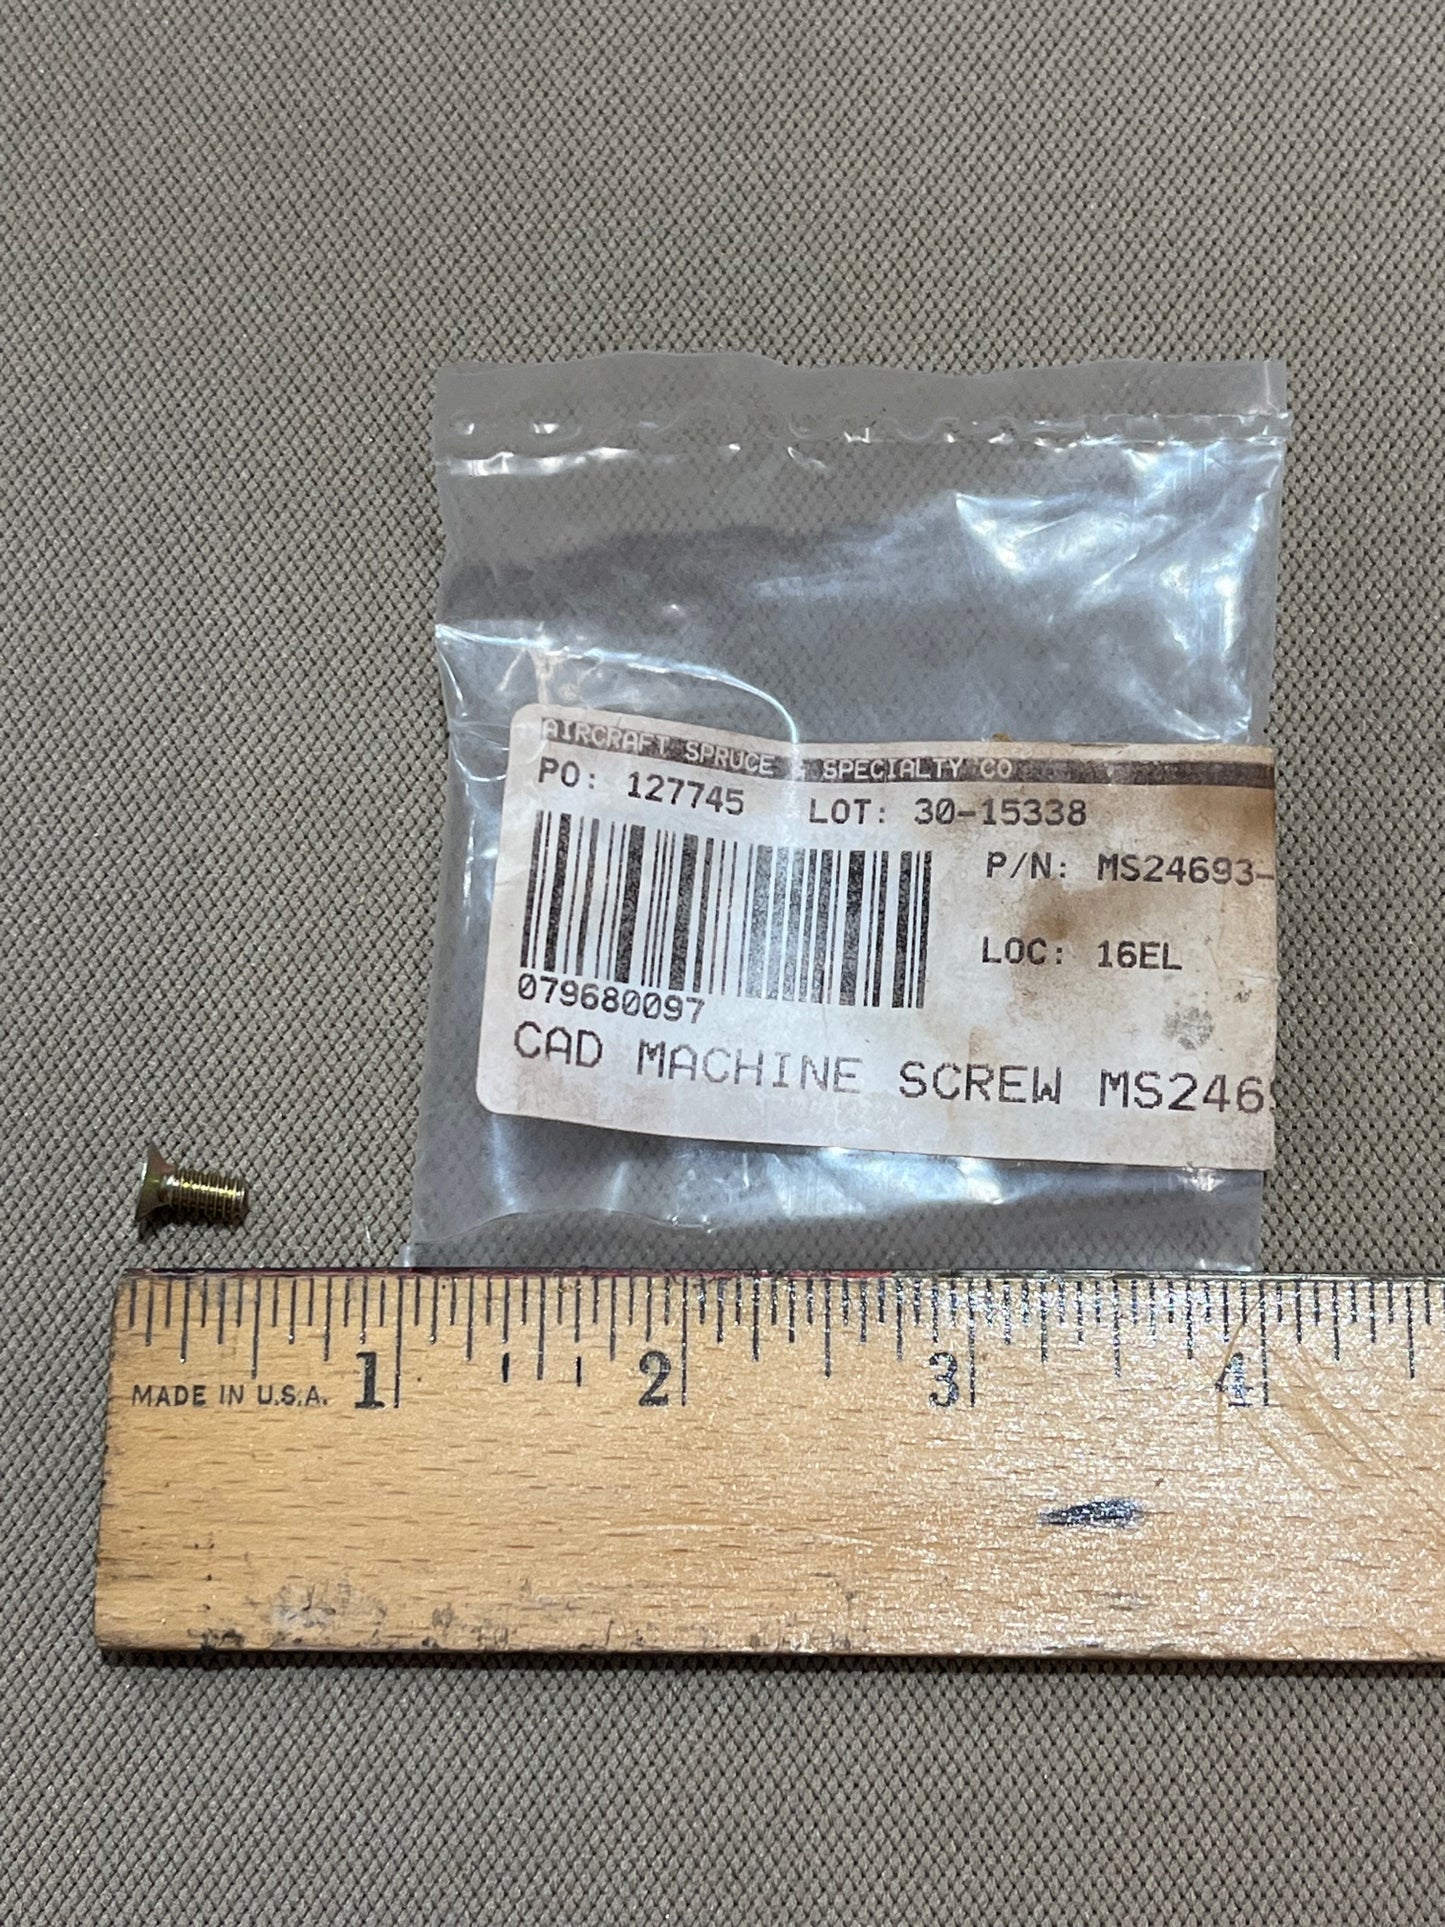 AIRCRAFT SPRUCE & SPECIALTY CO
PO: 127745 LOT: 30-15338
P/N: MS24693-
LOC: 16EL
079680097
CAD MACHINE SCREW MS246
1 2 3 4
MADE IN U.S.A.